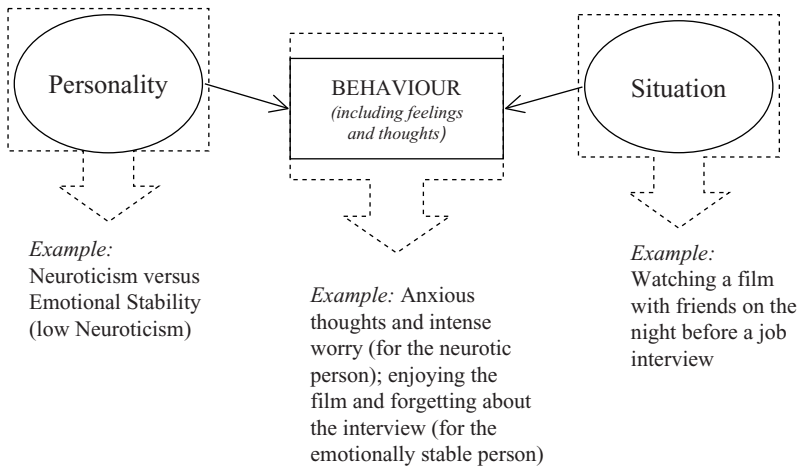 Personality
BEHAVIOUR
(including feelings
and thoughts)
Situation
Example:
Neuroticism versus
Emotional Stability
(low Neuroticism)
Example: Anxious
thoughts and intense
worry (for the neurotic
person); enjoying the
film and forgetting about
the interview (for the
emotionally stable person)
Example:
Watching a film
with friends on the
night before a job
interview